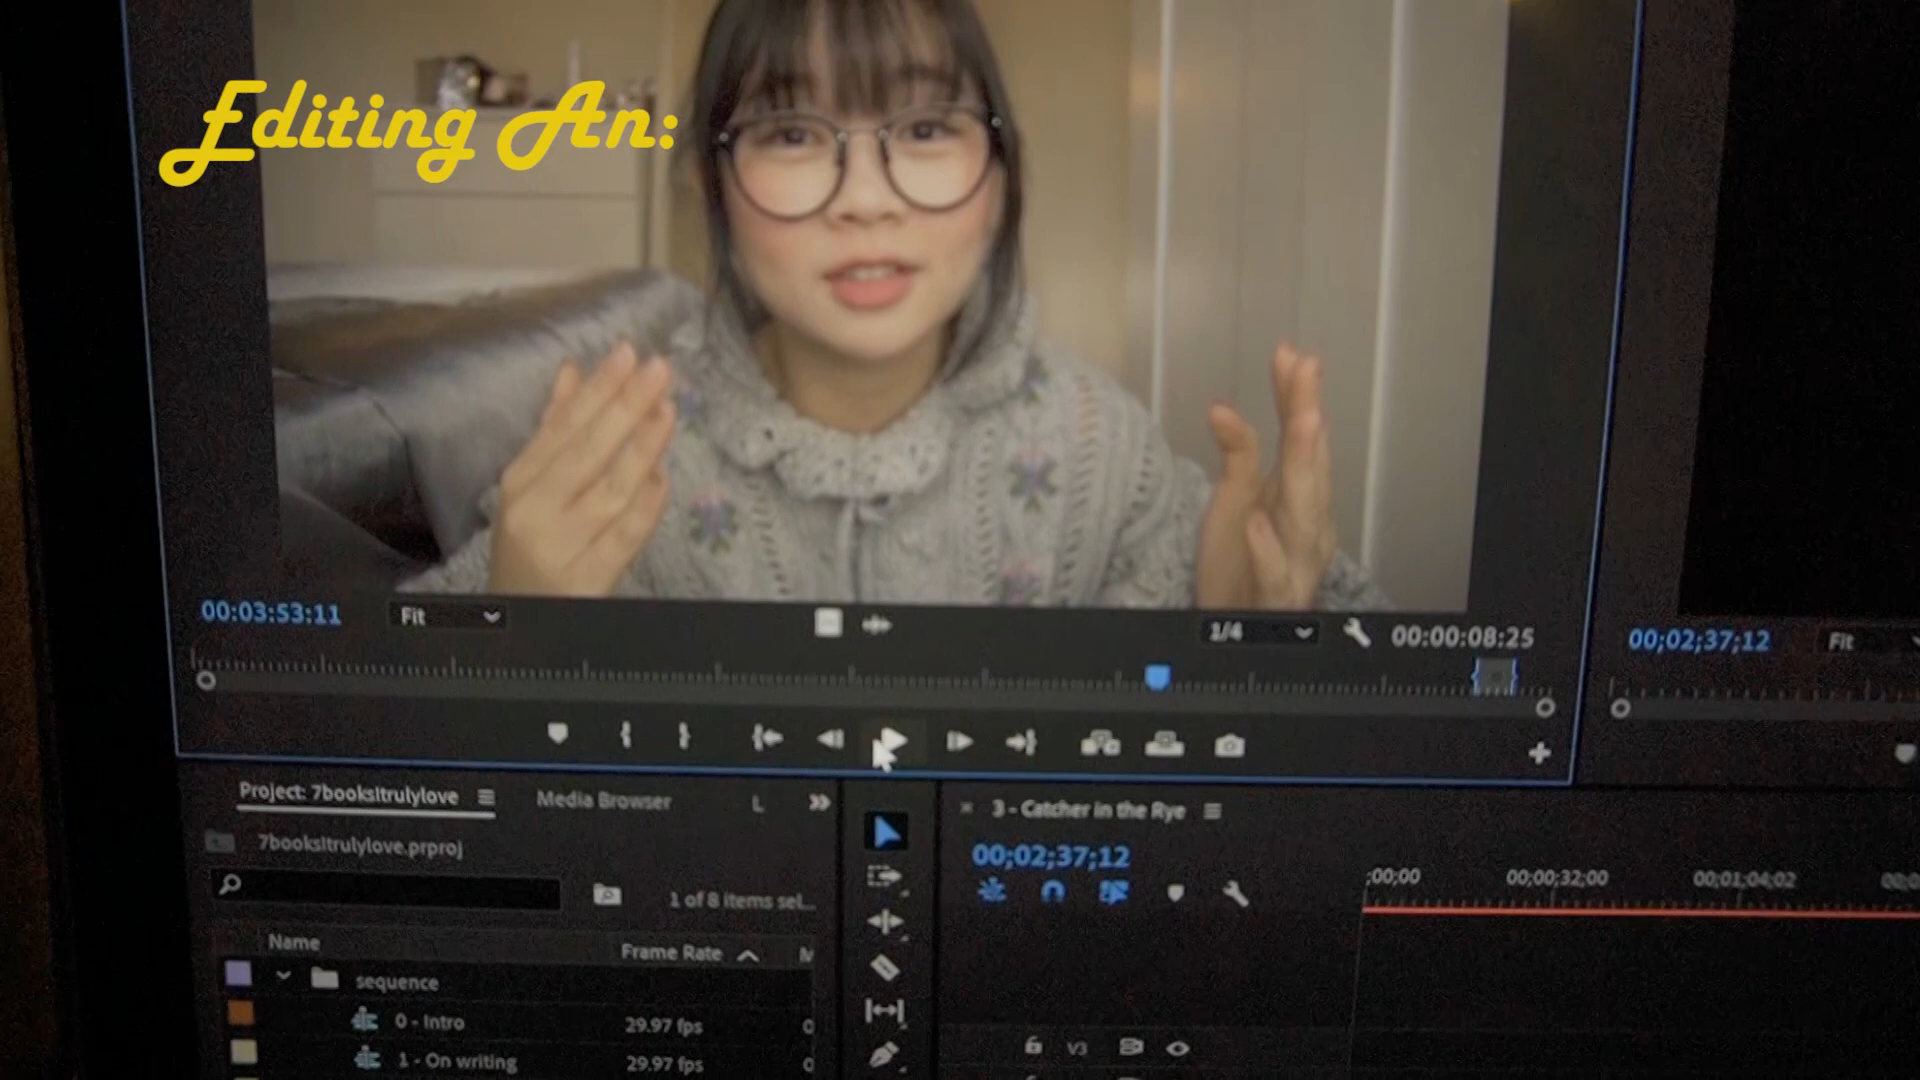 Editing An:
00:03:53:11
Fit
1/4
00:00:08:25
00;02;37;12
Fit
Project: 7booksItrulylove
Media Browser
L
3 - Catcher in the Rye
7booksItrulylove.prproj
00;02;37;12
1 of 8 items sel...
;00;00
00;00;32;00
00;01;04;02
Name
Frame Rate
sequence
0 - Intro
29.97 fps
1 - On writing
29.97 fps
V3